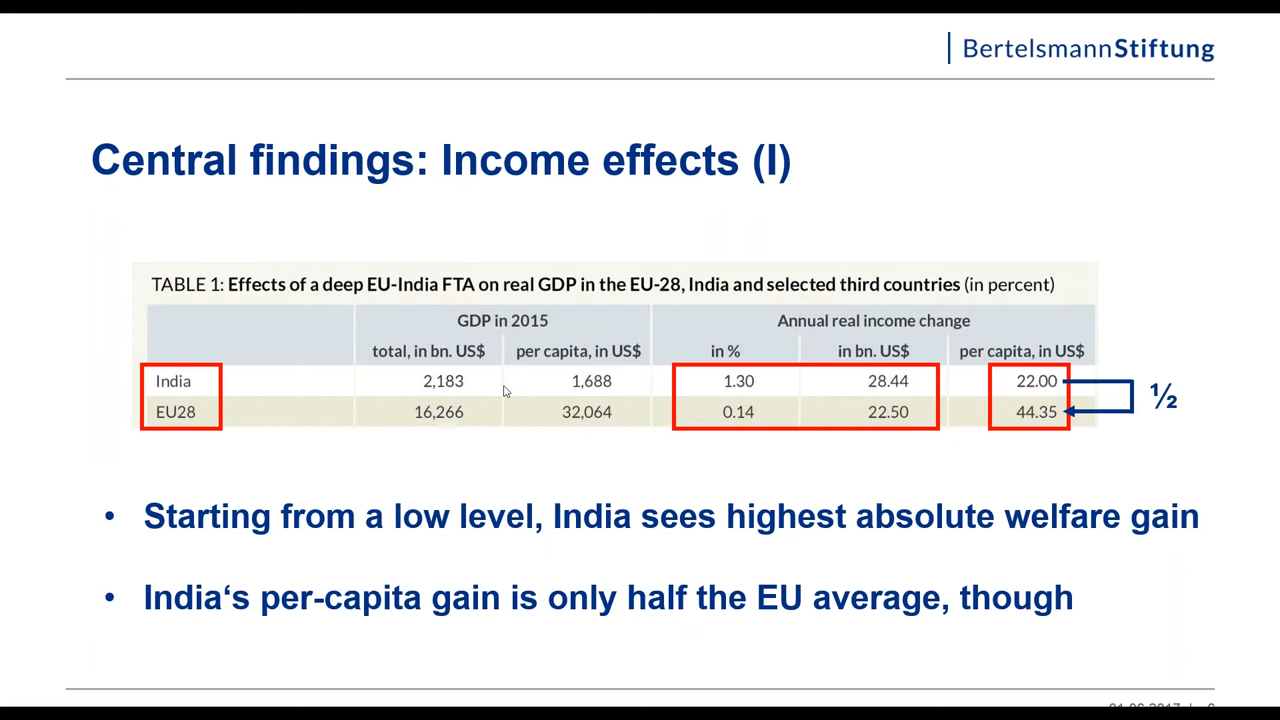 BertelsmannStiftung
Central findings: Income effects (I)
TABLE 1: Effects of a deep EU-India FTA on real GDP in the EU-28, India and selected third countries (in percent)
GDP in 2015 Annual real income change
total, in bn. US$ per capita, in US$ in % in bn. US$ per capita, in US$
India 2,183 1,688 1.30 28.44 22.00
EU28 16,266 32,064 0.14 22.50 44.35
½
• Starting from a low level, India sees highest absolute welfare gain
• India‘s per-capita gain is only half the EU average, though